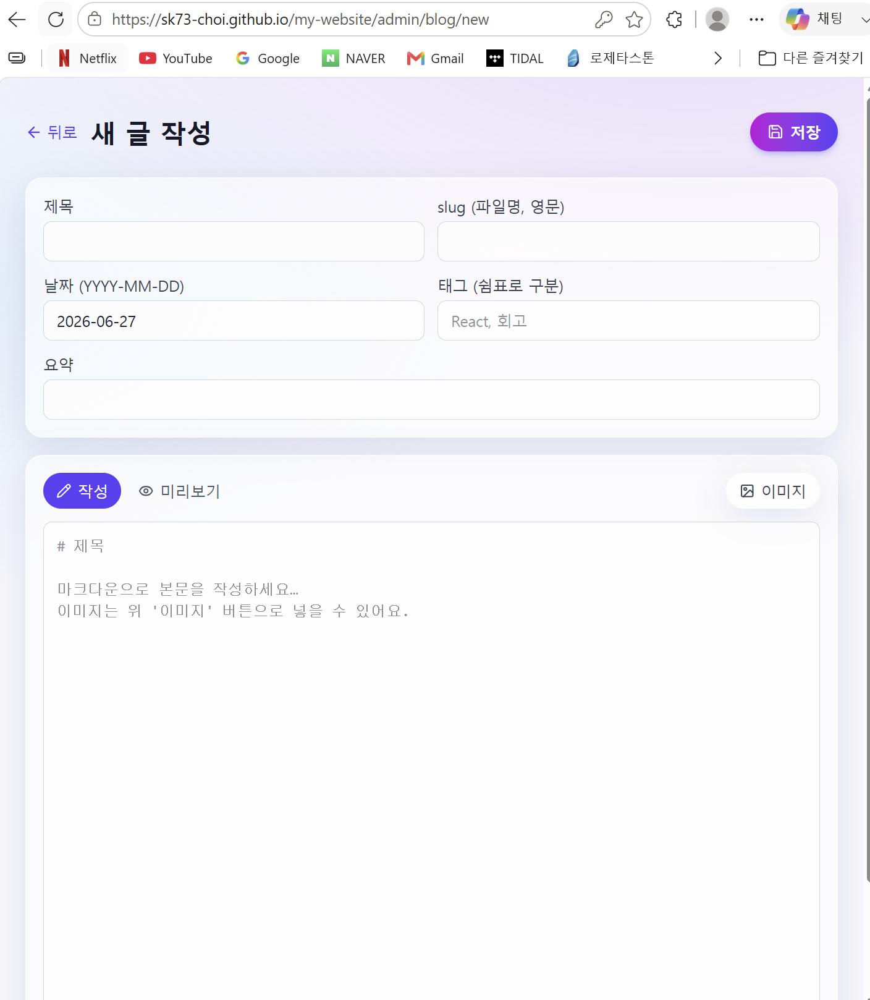 https://sk73-choi.github.io/my-website/admin/blog/new
채팅
Netflix
YouTube
Google
N NAVER
Gmail
TIDAL
로제타스톤
다른 즐겨찾기
← 뒤로
새 글 작성
저장
제목
slug (파일명, 영문)
날짜 (YYYY-MM-DD)
태그 (쉼표로 구분)
2026-06-27
React, 회고
요약
작성
미리보기
이미지
# 제목
마크다운으로 본문을 작성하세요…
이미지는 위 '이미지' 버튼으로 넣을 수 있어요.